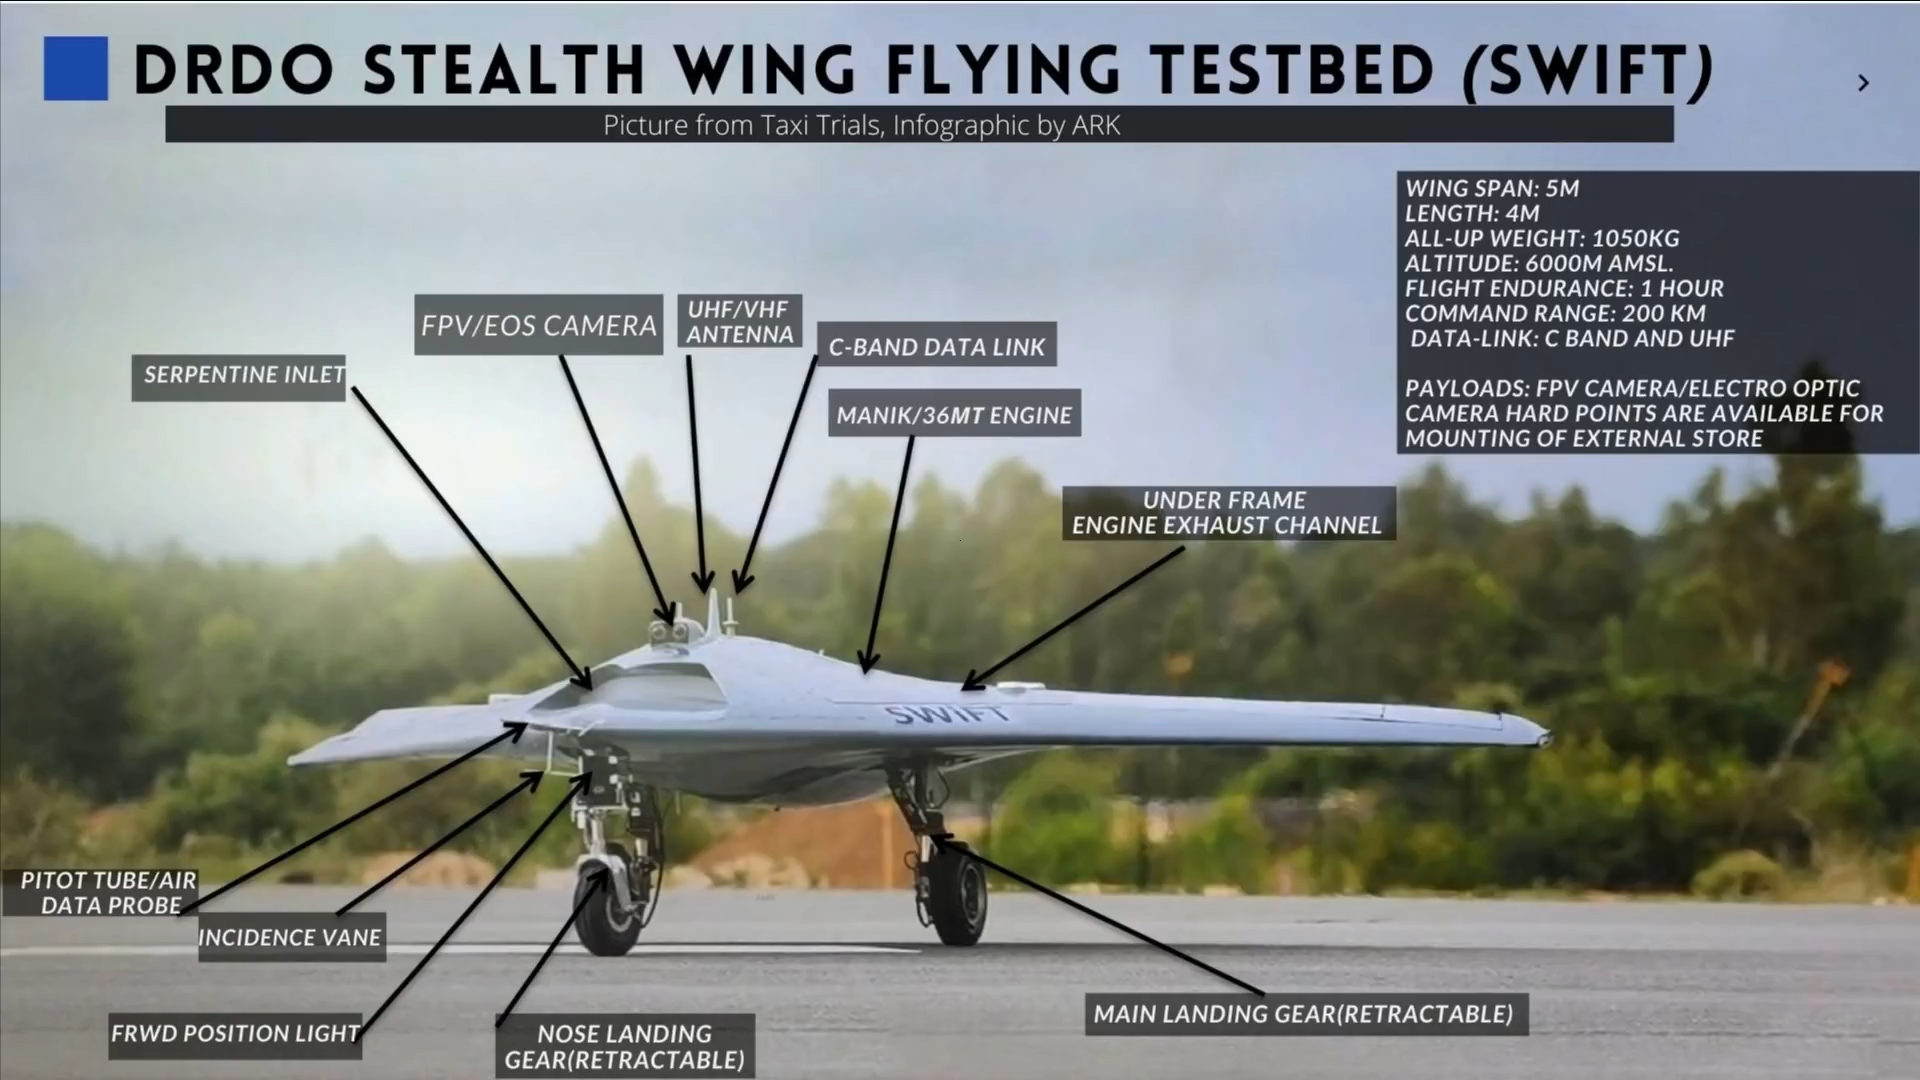 DRDO STEALTH WING FLYING TESTBED (SWIFT)
Picture from Taxi Trials, Infographic by ARK
WING SPAN: 5M
LENGTH: 4M
ALL-UP WEIGHT: 1050KG
ALTITUDE: 6000M AMSL.
FLIGHT ENDURANCE: 1 HOUR
COMMAND RANGE: 200 KM
DATA-LINK: C BAND AND UHF
PAYLOADS: FPV CAMERA/ELECTRO OPTIC
CAMERA HARD POINTS ARE AVAILABLE FOR
MOUNTING OF EXTERNAL STORE
FPV/EOS CAMERA
UHF/VHF
ANTENNA
C-BAND DATA LINK
SERPENTINE INLET
MANIK/36MT ENGINE
UNDER FRAME
ENGINE EXHAUST CHANNEL
SWIFT
PITOT TUBE/AIR
DATA PROBE
INCIDENCE VANE
FRWD POSITION LIGHT
NOSE LANDING
GEAR(RETRACTABLE)
MAIN LANDING GEAR(RETRACTABLE)